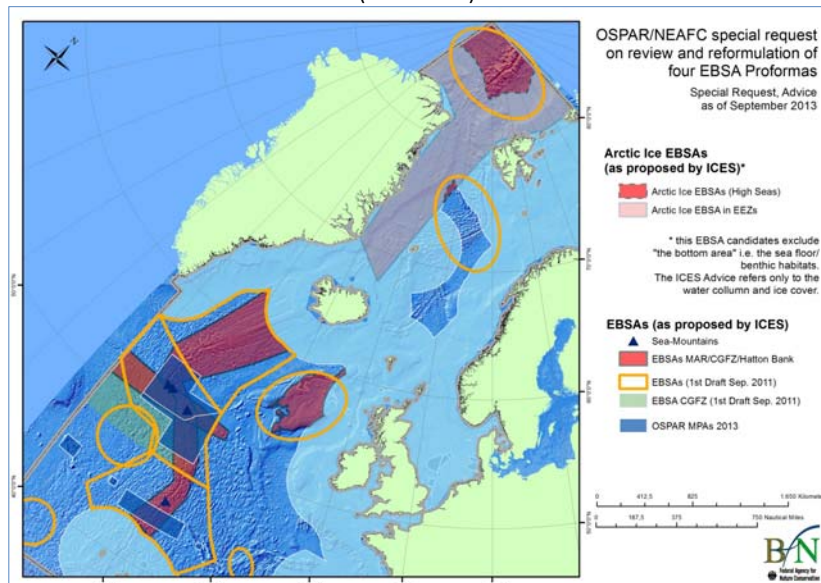 OSPAR/NEAFC special request
on review and reformulation of
four EBSA Proformas
Special Request, Advice
as of September 2013
Arctic Ice EBSAs
(as proposed by ICES)*
Arctic Ice EBSAs (High Seas)
Arctic Ice EBSA in EEZs
* this EBSA candidates exclude
"the bottom area" i.e. the sea floor/
benthic habitats.
The ICES Advice refers only to the
water collumn and ice cover.
EBSAs (as proposed by ICES)
Sea-Mountains
EBSAs MAR/CGFZ/Hatton Bank
EBSAs (1st Draft Sep. 2011)
EBSA CGFZ (1st Draft Sep. 2011)
OSPAR MPAs 2013
0 412,5 825 1.650 Kilomete
0 187,5 375 750 Nautical Miles
BfN
Federal Agency for
Nature Conservation